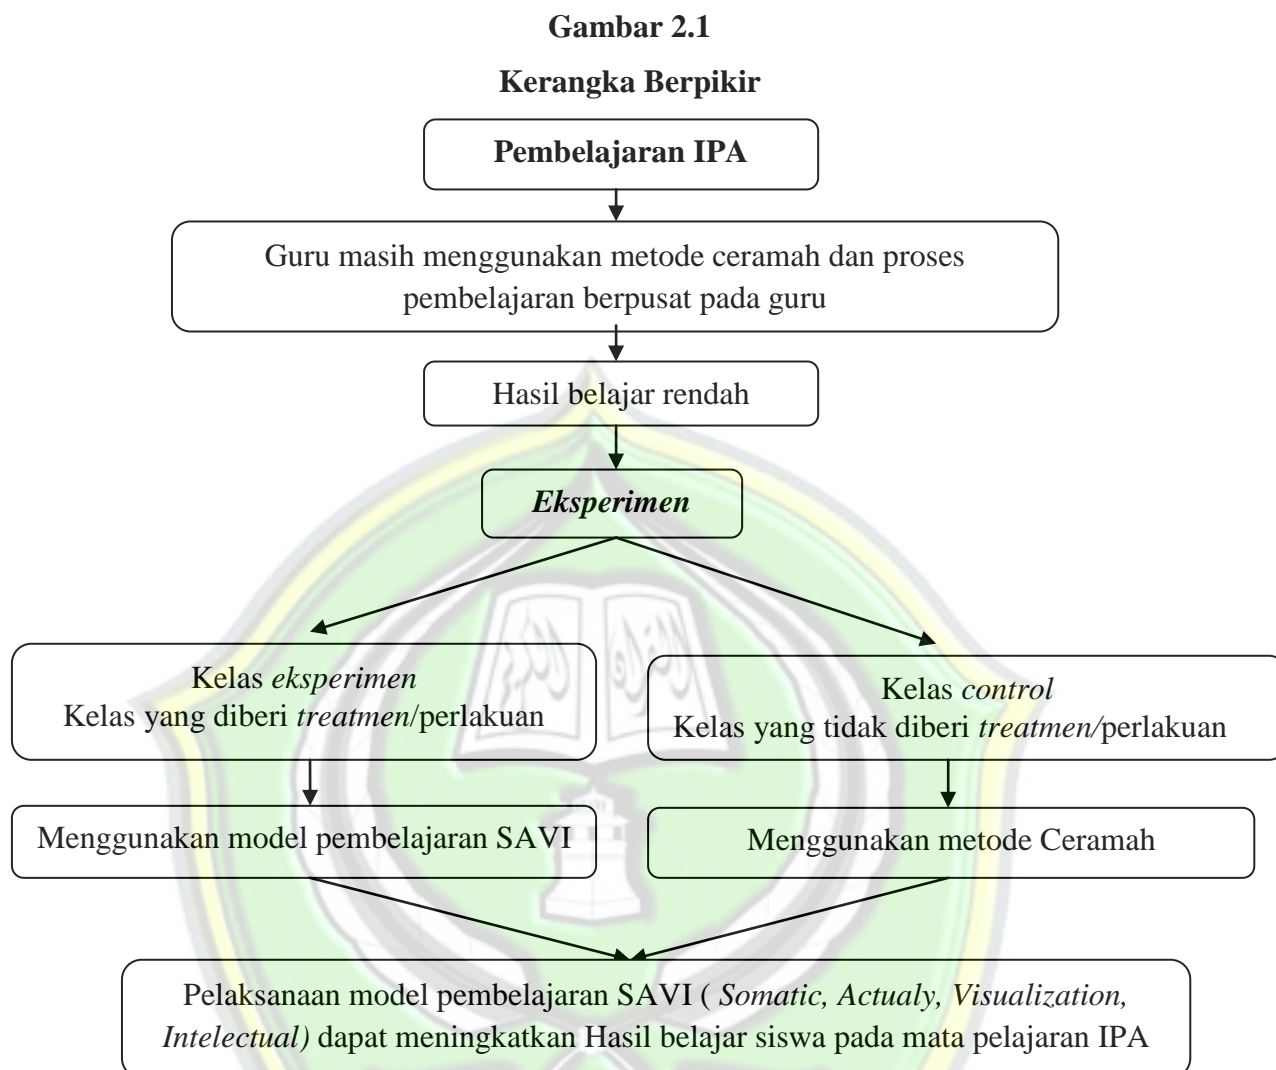 Gambar 2.1
Kerangka Berpikir
Pembelajaran IPA
Guru masih menggunakan metode ceramah dan proses
pembelajaran berpusat pada guru
Hasil belajar rendah
Eksperimen
Kelas eksperimen
Kelas yang diberi treatmen/perlakuan
Kelas control
Kelas yang tidak diberi treatmen/perlakuan
Menggunakan model pembelajaran SAVI
Menggunakan metode Ceramah
Pelaksanaan model pembelajaran SAVI ( Somatic, Actualy, Visualization,
Intelectual) dapat meningkatkan Hasil belajar siswa pada mata pelajaran IPA